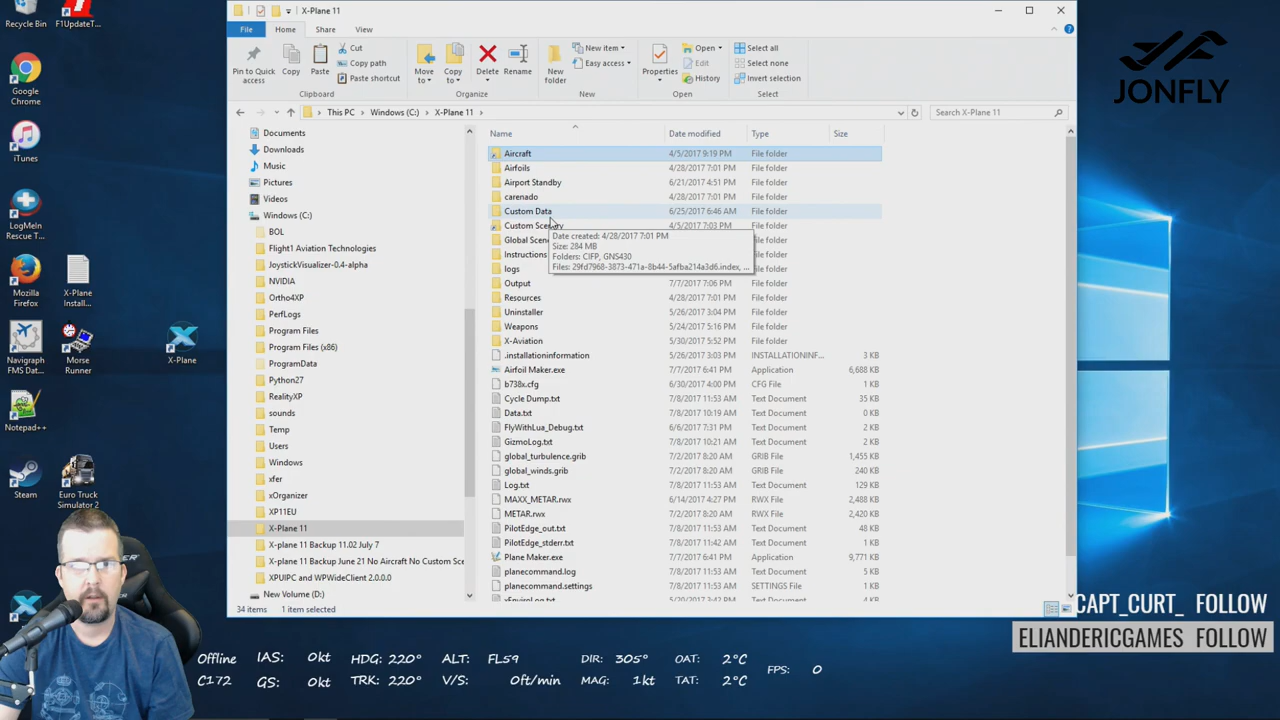 Recycle Bin
F1UpdateT...
Google
Chrome
iTunes
LogMeIn
Rescue T...
Mozilla
Firefox
X-Plane
Install...
Navigraph
FMS Dat...
Morse
Runner
X-Plane
Notepad++
Steam
Euro Truck
Simulator 2
X-Plane 11
File
Home
Share
View
Pin to Quick
access
Copy
Paste
Cut
Copy path
Paste shortcut
Clipboard
Move
to
Copy
to
Delete
Rename
Organize
New
folder
New item
Easy access
New
Properties
Open
Edit
History
Open
Select all
Select none
Invert selection
Select
This PC
Windows (C:)
X-Plane 11
Search X-Plane 11
Documents
Downloads
Music
Pictures
Videos
Windows (C:)
BOL
Flight1 Aviation Technologies
JoystickVisualizer-0.4-alpha
NVIDIA
Ortho4XP
PerfLogs
Program Files
Program Files (x86)
ProgramData
Python27
RealityXP
sounds
Temp
Users
Windows
xfer
xOrganizer
XP11EU
X-Plane 11
X-plane 11 Backup 11.02 July 7
X-plane 11 Backup June 21 No Aircraft No Custom Sce
XPUIPC and WPWideClient 2.0.0.0
New Volume (D:)
Name Date modified Type Size
Aircraft 4/5/2017 9:19 PM File folder
Airfoils 4/28/2017 7:01 PM File folder
Airport Standby 6/21/2017 4:51 PM File folder
carenado 4/28/2017 7:01 PM File folder
Custom Data 6/25/2017 6:46 AM File folder
Custom Scenery 4/5/2017 7:03 PM File folder
Global Scen
Date created: 4/28/2017 7:01 PM
Size: 284 MB
Instructions
Folders: CIFP, GNS430
logs
Files: 29fd7968-3873-471a-8b44-5afba214a3d6.index, ...
Output 7/7/2017 7:06 PM File folder
Resources 4/28/2017 7:01 PM File folder
Uninstaller 5/26/2017 3:04 PM File folder
Weapons 5/24/2017 5:16 PM File folder
X-Aviation 5/30/2017 5:52 PM File folder
.installationinformation 5/26/2017 3:03 PM INSTALLATIONINF... 3 KB
Airfoil Maker.exe 7/7/2017 6:41 PM Application 6,688 KB
b738x.cfg 6/30/2017 4:00 PM CFG File 1 KB
Cycle Dump.txt 7/8/2017 11:53 AM Text Document 35 KB
Data.txt 7/8/2017 10:19 AM Text Document 0 KB
FlyWithLua_Debug.txt 7/6/2017 7:31 PM Text Document 2 KB
GizmoLog.txt 7/8/2017 10:21 AM Text Document 2 KB
global_turbulence.grib 7/2/2017 8:20 AM GRIB File 1,455 KB
global_winds.grib 7/2/2017 8:20 AM GRIB File 240 KB
Log.txt 7/8/2017 11:53 AM Text Document 129 KB
MAXX_METAR.rwx 6/14/2017 4:27 PM RWX File 2,488 KB
METAR.rwx 7/2/2017 8:20 AM RWX File 2,420 KB
PilotEdge_out.txt 7/8/2017 11:53 AM Text Document 48 KB
PilotEdge_stderr.txt 7/8/2017 11:42 AM Text Document 2 KB
Plane Maker.exe 7/7/2017 6:41 PM Application 9,771 KB
planecommand.log 7/8/2017 11:53 AM Text Document 5 KB
planecommand.settings 7/8/2017 11:53 AM SETTINGS File 3 KB
34 items
1 item selected
JONFLY
CAPT_CURT_ FOLLOW
ELIANDERICGAMES FOLLOW
Offline IAS: 0kt HDG: 220° ALT: FL59 DIR: 305° OAT: 2°C FPS: 0
C172 GS: 0kt TRK: 220° V/S: 0ft/min MAG: 1kt TAT: 2°C